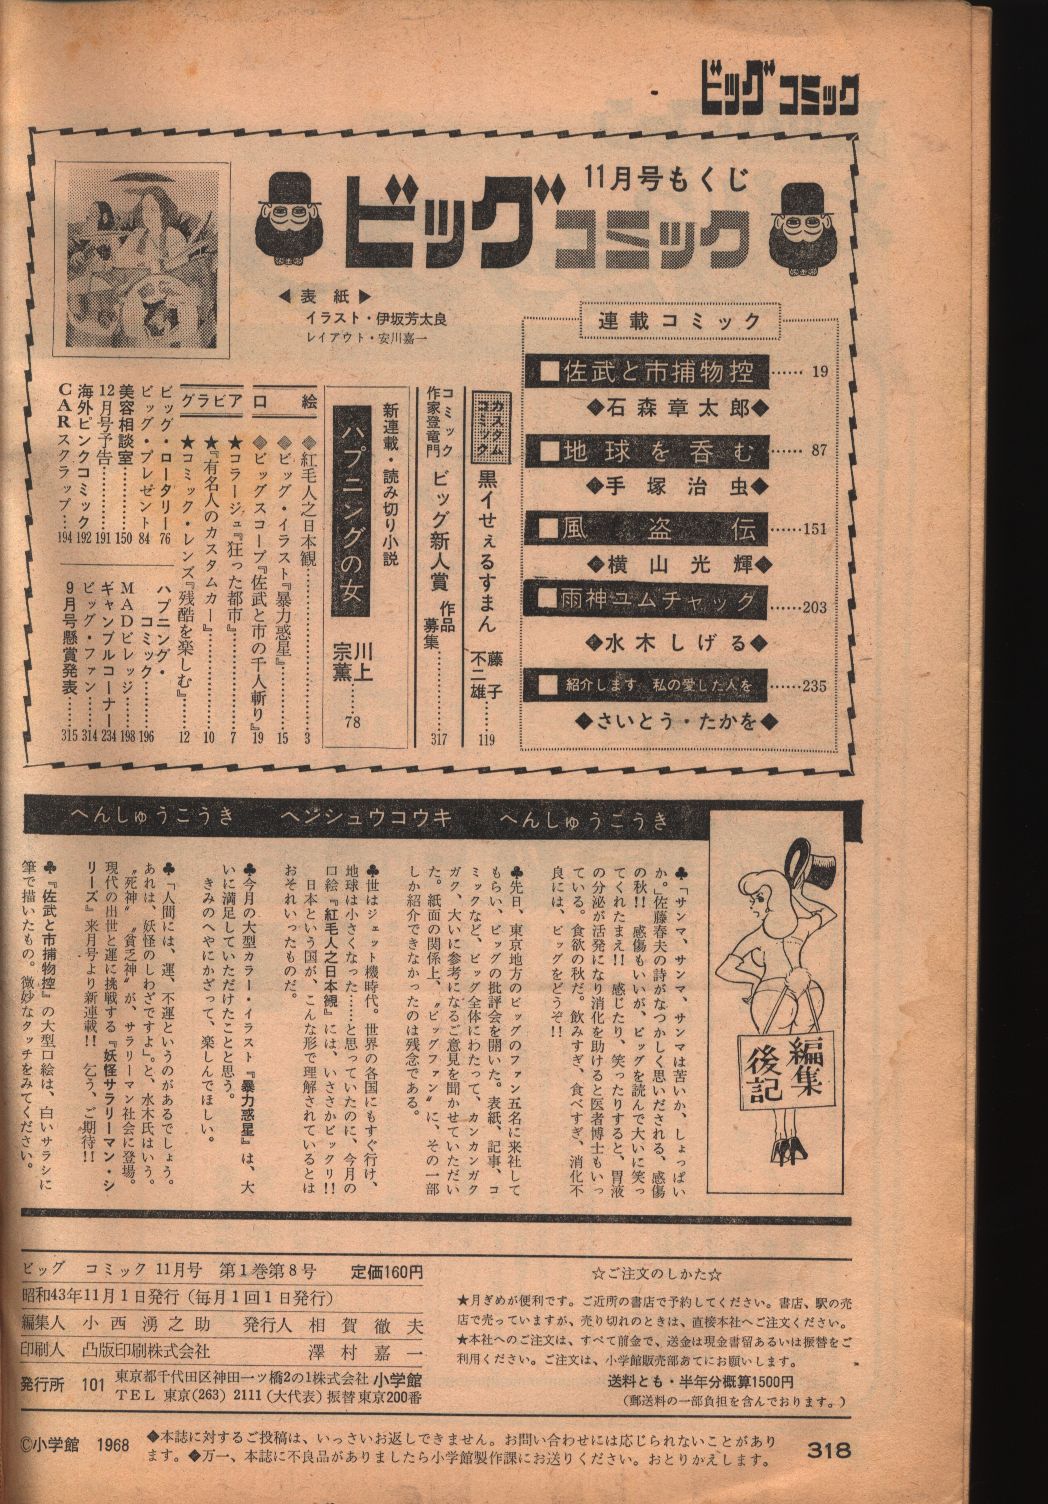 ビッグコミック
11月号もくじ
ビッグコミック
◀表紙▶
イラスト・伊坂芳太良
レイアウト・安川嘉一
連載コミック
■佐武と市捕物控……19
◆石森章太郎◆
■地球を呑む……87
◆手塚治虫◆
■風盗伝……151
◆横山光輝◆
■雨神ユムチャック……203
◆水木しげる◆
■紹介します 私の愛した人を……235
◆さいとう・たかを◆
カスタムコミック
黒イせぇるすまん 藤子不二雄……119
コミック作家登竜門 ビッグ新人賞 作品募集……317
新連載・読み切り小説
ハプニングの女 川上宗薫……78
口絵
◈紅毛人之日本観……3
◈ビッグ・イラスト『暴力惑星』……15
◈ビッグスコープ『佐武と市の千人斬り』19
グラビア
★コラージュ『狂った都市』……7
★『有名人のカスタムカー』……10
★コミック・レンズ『残酷を楽しむ』……12
ビッグ・ロータリー76
ビッグ・プレゼント84
美容相談室……150
12月号予告……191
海外ピンクコミック192
CARスクラップ…194
ハプニング・コミック……196
MADビレッジ……198
ギャンブルコーナー234
ビッグ・ファン……314
9月号懸賞発表……315
へんしゅうこうき ヘンシュウコウキ へんしゅうこうき
編集後記
♣「サンマ、サンマ、サンマは苦いか、しょっぱい
か。」佐藤春夫の詩がなつかしく思いだされる、感傷
の秋!! 感傷もいいが、ビッグを読んで大いに笑っ
てくれたまえ!! 感じたり、笑ったりすると、胃液
の分泌が活発になり消化を助けると医者博士もいっ
ている。食欲の秋だ。飲みすぎ、食べすぎ、消化不
良には、ビッグをどうぞ!!
♣先日、東京地方のビッグのファン五名に来社して
もらい、ビッグの批評会を開いた。表紙、記事、コ
ミックなど、ビッグ全体にわたって、カンカンガク
ガク、大いに参考になるご意見を聞かせていただい
た。紙面の関係上、〝ビッグファン〟に、その一部
しか紹介できなかったのは残念である。
♣世はジェット機時代。世界の各国にもすぐ行け、
地球は小さくなった……と思っていたのに、今月の
口絵『紅毛人之日本観』には、いささかビックリ!!
日本という国が、こんな形で理解されているとは
おそれいったものだ。
♣今月の大型カラー・イラスト『暴力惑星』は、大
いに満足していただけたことと思う。
きみのへやにかざって、楽しんでほしい。
♣「人間には、運、不運というのがあるでしょう。
あれは、妖怪のしわざですよ」。と、水木氏はいう。
〝死神〟〝貧乏神〟が、サラリーマン社会に登場。
現代の出世と運に挑戦する『妖怪サラリーマン・シ
リーズ』来月号より新連載!! 乞う、ご期待!!
♣『佐武と市捕物控』の大型口絵は、白いサラシに
筆で描いたもの。微妙なタッチをみてください。
ビッグ コミック 11月号 第1巻第8号 定価160円
昭和43年11月1日発行(毎月1回1日発行)
編集人 小西湧之助 発行人 相賀徹夫
印刷人 凸版印刷株式会社 澤村嘉一
発行所 101 東京都千代田区神田一ッ橋2の1株式会社 小学館
TEL 東京(263)2111(大代表)振替 東京200番
☆ご注文のしかた☆
★月ぎめが便利です。ご近所の書店で予約してください。書店、駅の売
店で売っていますが、売り切れのときは、直接本社へご注文ください。
★本社へのご注文は、すべて前金で、送金は現金書留あるいは振替をご
利用ください。ご注文は、小学館販売部あてにお願いします。
送料とも・半年分概算1500円
(郵送料の一部負担を含んでおります。)
©小学館 1968
◆本誌に対するご投稿は、いっさいお返しできません。お問い合わせには応じられないことがあり
ます。◆万一、本誌に不良品がありましたら小学館製作課にお送りください。おとりかえします。
318